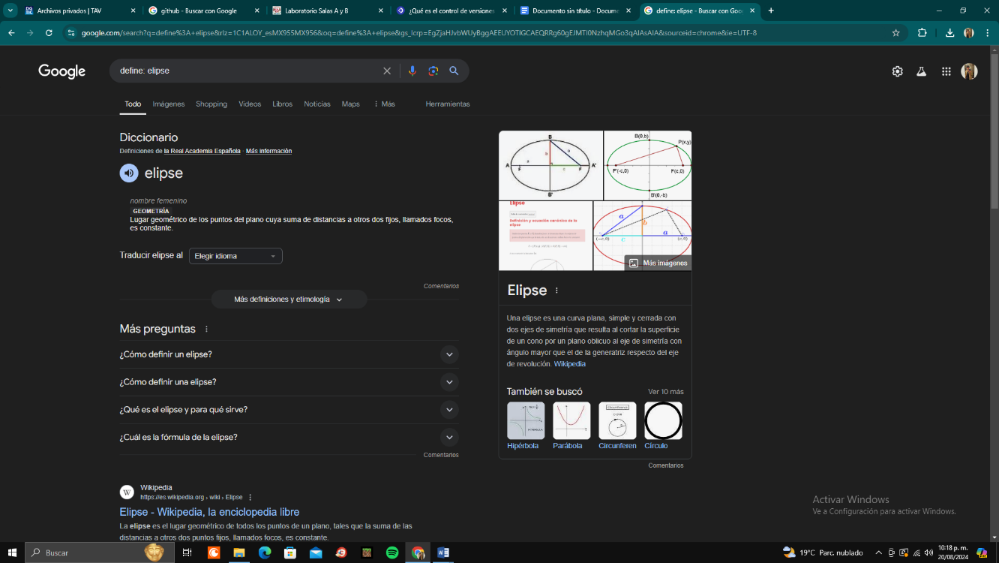 Archivos privados | TAV
github - Buscar con Google
Laboratorio Salas A y B
¿Qué es el control de versiones
Documento sin título - Docume
define: elipse - Buscar con Goo
google.com/search?q=define%3A+elipse&rlz=1C1ALOY_esMX955MX956&oq=define%3A+elipse&gs_lcrp=EgZjaHJvbWUyBggAEEUYOTIGCAEQRRg60gEJMTI0NzhqMGo3qAIAsAIA&sourceid=chrome&ie=UTF-8
Google
define: elipse
Todo
Imágenes
Shopping
Videos
Libros
Noticias
Maps
Más
Herramientas
Diccionario
Definiciones de la Real Academia Española · Más información
elipse
nombre femenino
GEOMETRÍA
Lugar geométrico de los puntos del plano cuya suma de distancias a otros dos fijos, llamados focos,
es constante.
Traducir elipse al
Elegir idioma
Comentarios
Más definiciones y etimología
Más preguntas
¿Cómo definir un elipse?
¿Cómo definir una elipse?
¿Qué es el elipse y para qué sirve?
¿Cuál es la fórmula de la elipse?
Comentarios
W
Wikipedia
https://es.wikipedia.org › wiki › Elipse
Elipse - Wikipedia, la enciclopedia libre
La elipse es el lugar geométrico de todos los puntos de un plano, tales que la suma de las
distancias a otros dos puntos fijos, llamados focos, es constante.
B
b
a
a
A
F
c
F
A'
B'
B(0,b)
P(x,y)
F'(-c,0)
F(c,0)
B'(0,-b)
Elipse
Definición y ecuación canónica de la
elipse
a
b
(−c,0)
c
a
(c,0)
Más imágenes
Elipse
Una elipse es una curva plana, simple y cerrada con
dos ejes de simetría que resulta al cortar la superficie
de un cono por un plano oblicuo al eje de simetría con
ángulo mayor que el de la generatriz respecto del eje
de revolución. Wikipedia
También se buscó
Ver 10 más
Hipérbola
Parábola
Circunferen
Círculo
Comentarios
Activar Windows
Ve a Configuración para activar Windows.
Buscar
19°C Parc. nublado
10:18 p. m.
20/08/2024